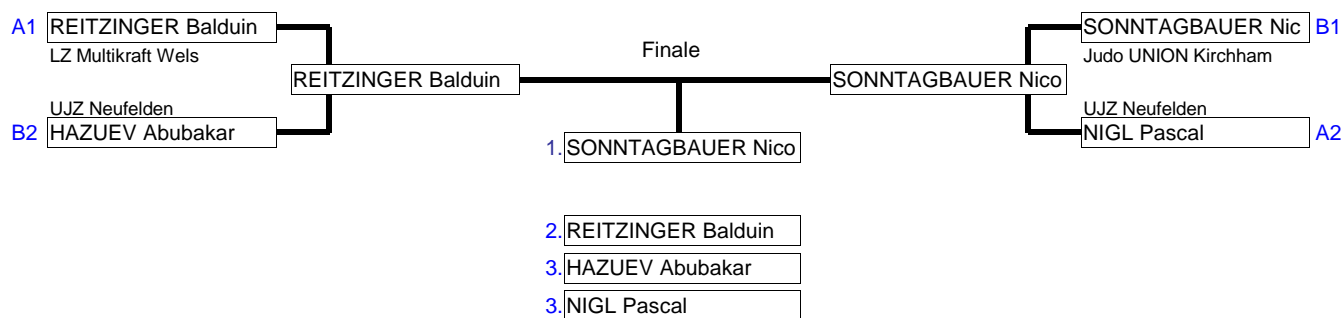 A1 REITZINGER Balduin
LZ Multikraft Wels
UJZ Neufelden
B2 HAZUEV Abubakar
REITZINGER Balduin
Finale
SONNTAGBAUER Nico
SONNTAGBAUER Nic B1
Judo UNION Kirchham
UJZ Neufelden
NIGL Pascal A2
1. SONNTAGBAUER Nico
2. REITZINGER Balduin
3. HAZUEV Abubakar
3. NIGL Pascal